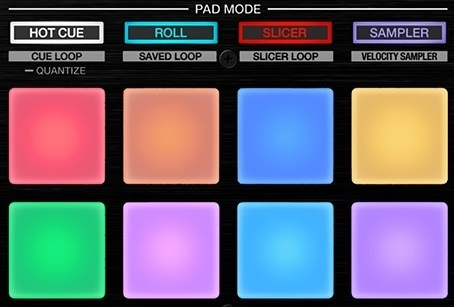 PAD MODE
HOT CUE ROLL SLICER SAMPLER
CUE LOOP SAVED LOOP SLICER LOOP VELOCITY SAMPLER
— QUANTIZE